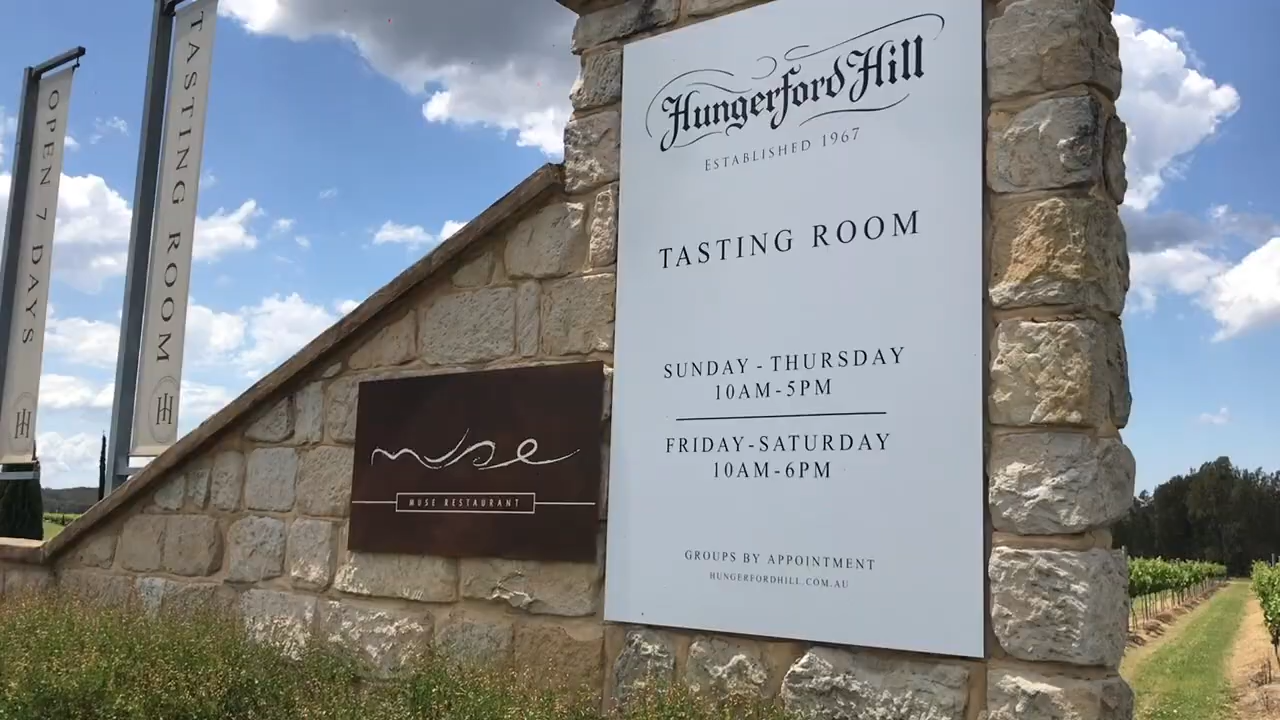 OPEN 7 DAYS
H
TASTING ROOM
H
Hungerford Hill
ESTABLISHED 1967
TASTING ROOM
SUNDAY - THURSDAY
10AM-5PM
FRIDAY-SATURDAY
10AM-6PM
GROUPS BY APPOINTMENT
HUNGERFORDHILL.COM.AU
muse
MUSE RESTAURANT